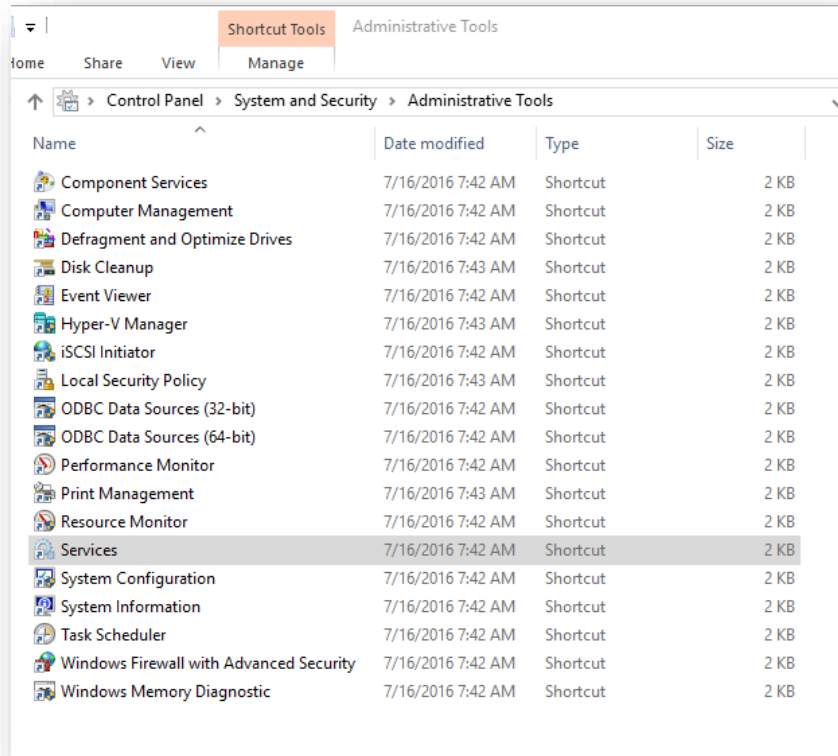 Shortcut Tools Administrative Tools
Home Share View Manage
Control Panel > System and Security > Administrative Tools
Name Date modified Type Size
Component Services 7/16/2016 7:42 AM Shortcut 2 KB
Computer Management 7/16/2016 7:42 AM Shortcut 2 KB
Defragment and Optimize Drives 7/16/2016 7:42 AM Shortcut 2 KB
Disk Cleanup 7/16/2016 7:43 AM Shortcut 2 KB
Event Viewer 7/16/2016 7:42 AM Shortcut 2 KB
Hyper-V Manager 7/16/2016 7:43 AM Shortcut 2 KB
iSCSI Initiator 7/16/2016 7:42 AM Shortcut 2 KB
Local Security Policy 7/16/2016 7:43 AM Shortcut 2 KB
ODBC Data Sources (32-bit) 7/16/2016 7:42 AM Shortcut 2 KB
ODBC Data Sources (64-bit) 7/16/2016 7:42 AM Shortcut 2 KB
Performance Monitor 7/16/2016 7:42 AM Shortcut 2 KB
Print Management 7/16/2016 7:43 AM Shortcut 2 KB
Resource Monitor 7/16/2016 7:42 AM Shortcut 2 KB
Services 7/16/2016 7:42 AM Shortcut 2 KB
System Configuration 7/16/2016 7:42 AM Shortcut 2 KB
System Information 7/16/2016 7:42 AM Shortcut 2 KB
Task Scheduler 7/16/2016 7:42 AM Shortcut 2 KB
Windows Firewall with Advanced Security 7/16/2016 7:42 AM Shortcut 2 KB
Windows Memory Diagnostic 7/16/2016 7:42 AM Shortcut 2 KB